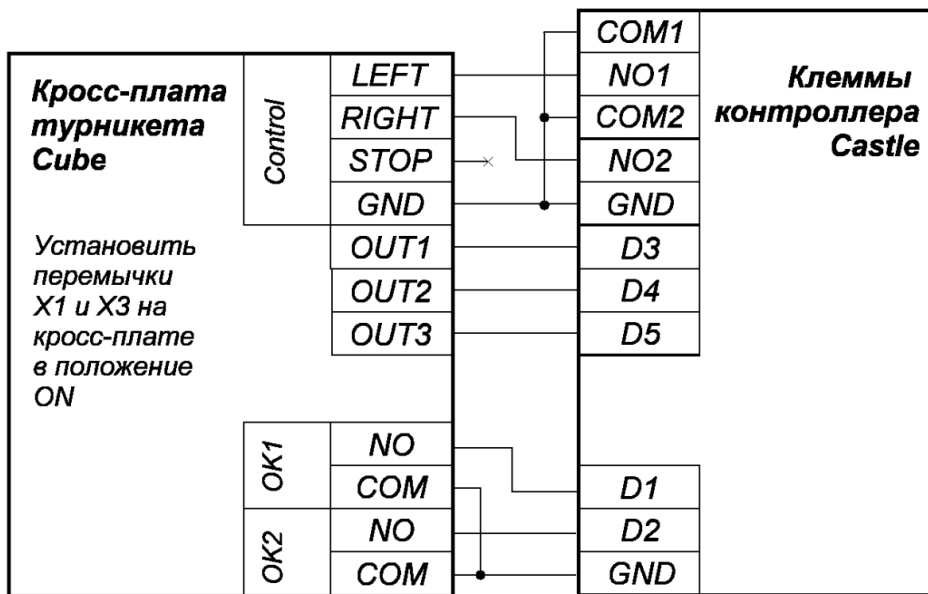 Кросс-плата
турникета
Cube
Установить
перемычки
X1 и X3 на
кросс-плате
в положение
ON
Control
LEFT
RIGHT
STOP
GND
OUT1
OUT2
OUT3
OK1
NO
COM
OK2
NO
COM
COM1
NO1
COM2
NO2
GND
D3
D4
D5
D1
D2
GND
Клеммы
контроллера
Castle